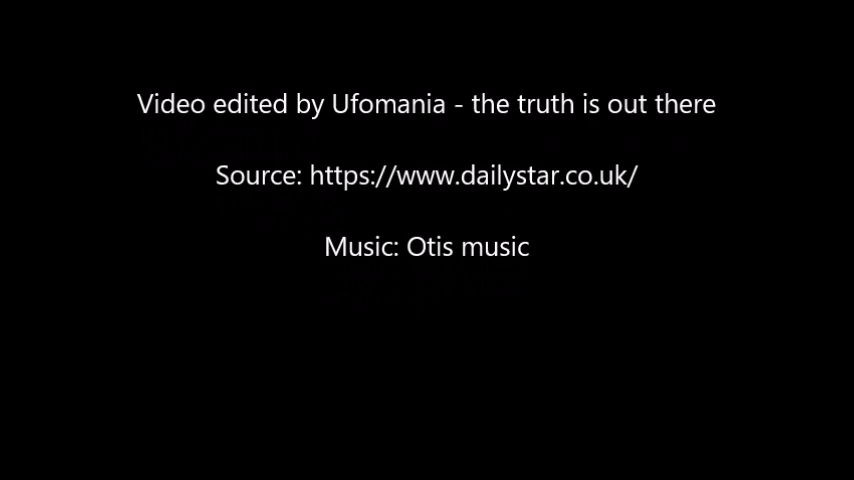 Video edited by Ufomania - the truth is out there
Source: https://www.dailystar.co.uk/
Music: Otis music